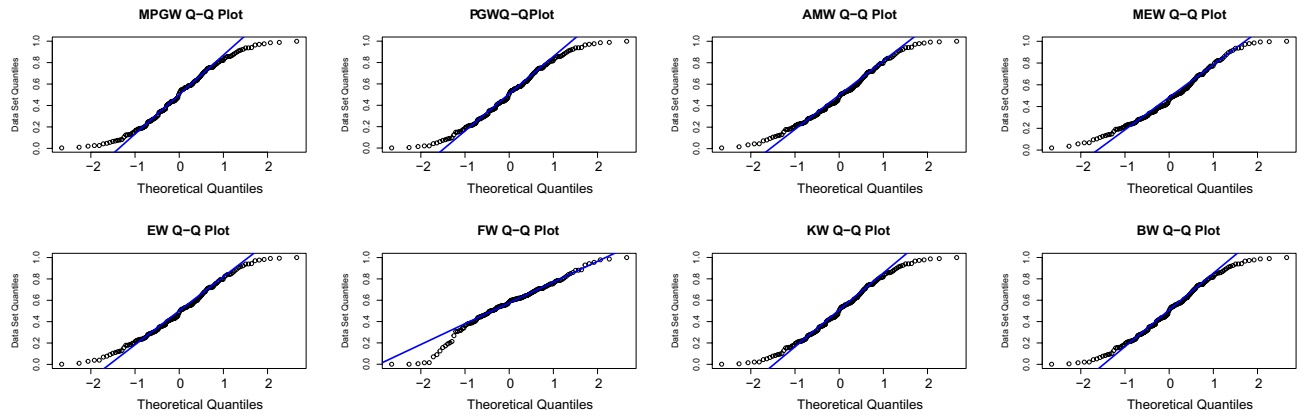 MPGW Q−Q Plot
Data Set Quantiles
0.0 0.2 0.4 0.6 0.8 1.0
−2 −1 0 1 2
Theoretical Quantiles
PGWQ−QPlot
Data Set Quantiles
0.0 0.2 0.4 0.6 0.8 1.0
−2 −1 0 1 2
Theoretical Quantiles
AMW Q−Q Plot
Data Set Quantiles
0.0 0.2 0.4 0.6 0.8 1.0
−2 −1 0 1 2
Theoretical Quantiles
MEW Q−Q Plot
Data Set Quantiles
0.0 0.2 0.4 0.6 0.8 1.0
−2 −1 0 1 2
Theoretical Quantiles
EW Q−Q Plot
Data Set Quantiles
0.0 0.2 0.4 0.6 0.8 1.0
−2 −1 0 1 2
Theoretical Quantiles
FW Q−Q Plot
Data Set Quantiles
0.0 0.2 0.4 0.6 0.8 1.0
−2 −1 0 1 2
Theoretical Quantiles
KW Q−Q Plot
Data Set Quantiles
0.0 0.2 0.4 0.6 0.8 1.0
−2 −1 0 1 2
Theoretical Quantiles
BW Q−Q Plot
Data Set Quantiles
0.0 0.2 0.4 0.6 0.8 1.0
−2 −1 0 1 2
Theoretical Quantiles